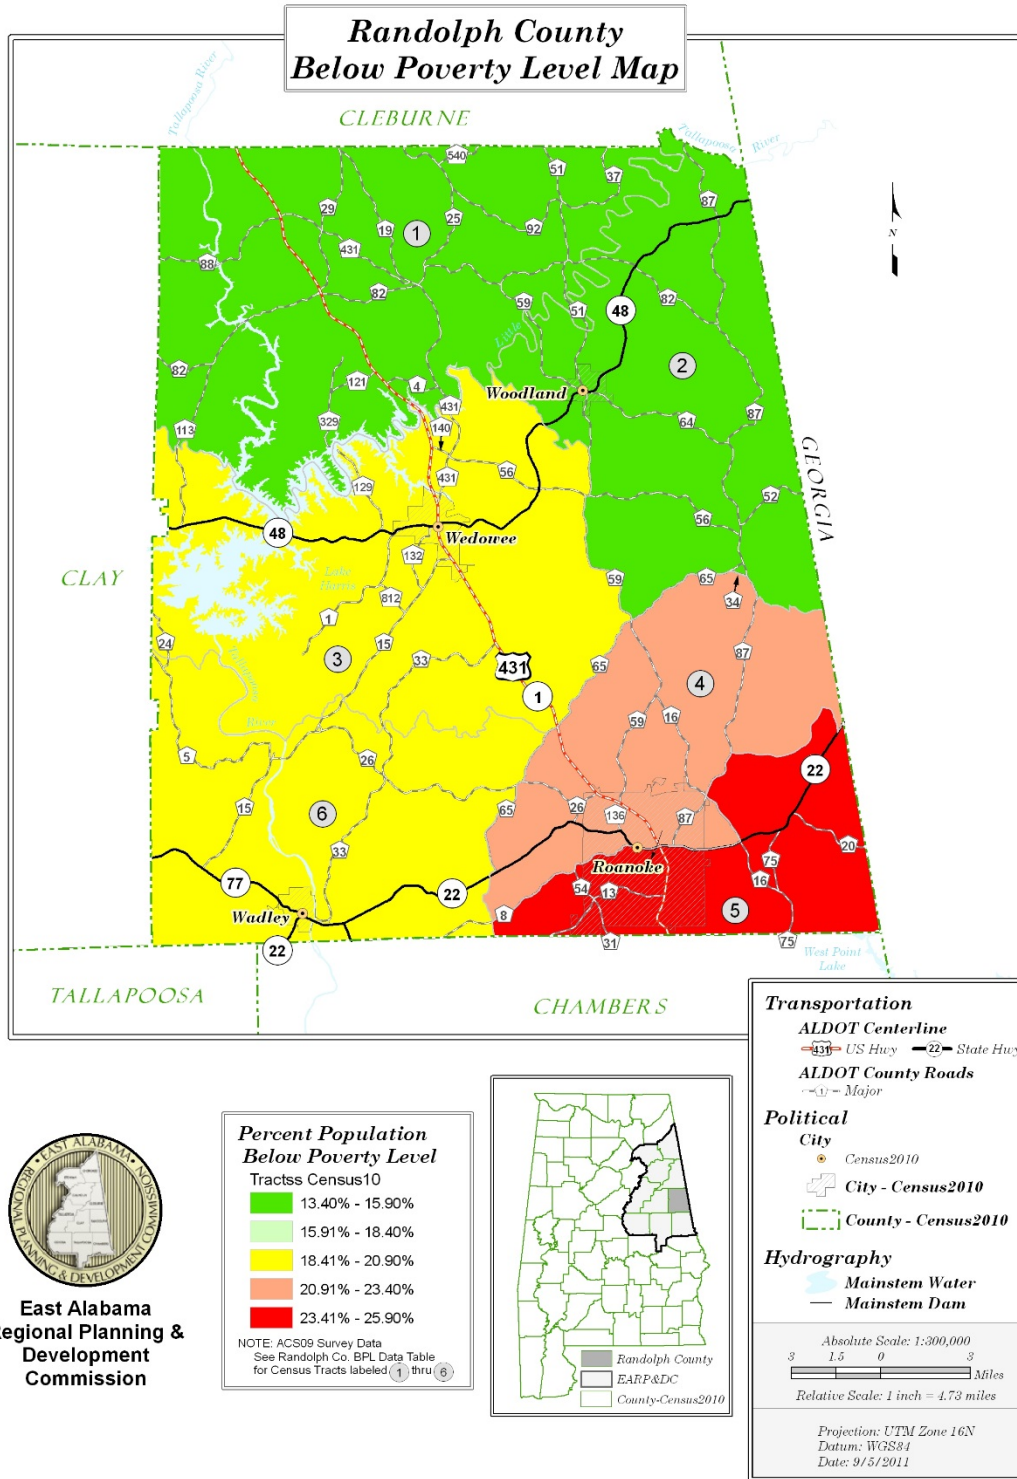 Randolph County
Below Poverty Level Map
CLEBURNE
Tallapoosa River
Tallapoosa
River
540
51
37
87
29
19
25
92
1
431
88
82
59
51
48
82
Little
2
82
121
4
Woodland
431
87
64
113
329
140
431
56
129
GEORGIA
52
56
48
Wedowee
132
CLAY
Lake
Harris
59
65
812
34
1
24
15
87
3
33
65
431
4
Tallapoosa
1
River
59
16
5
26
22
15
6
65
26
136
87
33
20
Roanoke
75
77
22
54
13
16
Wadley
8
5
31
75
22
West Point
Lake
TALLAPOOSA
CHAMBERS
N
Transportation
ALDOT Centerline
431 US Hwy 22 State Hwy
ALDOT County Roads
1 Major
Political
City
Census2010
City - Census2010
County - Census2010
Hydrography
Mainstem Water
Mainstem Dam
Absolute Scale: 1:300,000
3 1.5 0 3
Miles
Relative Scale: 1 inch = 4.73 miles
Projection: UTM Zone 16N
Datum: WGS84
Date: 9/5/2011
EAST ALABAMA
REGIONAL PLANNING & DEVELOPMENT COMMISSION
East Alabama
Regional Planning &
Development
Commission
Percent Population
Below Poverty Level
Tractss Census10
13.40% - 15.90%
15.91% - 18.40%
18.41% - 20.90%
20.91% - 23.40%
23.41% - 25.90%
NOTE: ACS09 Survey Data
See Randolph Co. BPL Data Table
for Census Tracts labeled 1 thru 6
Randolph County
EARP&DC
County-Census2010